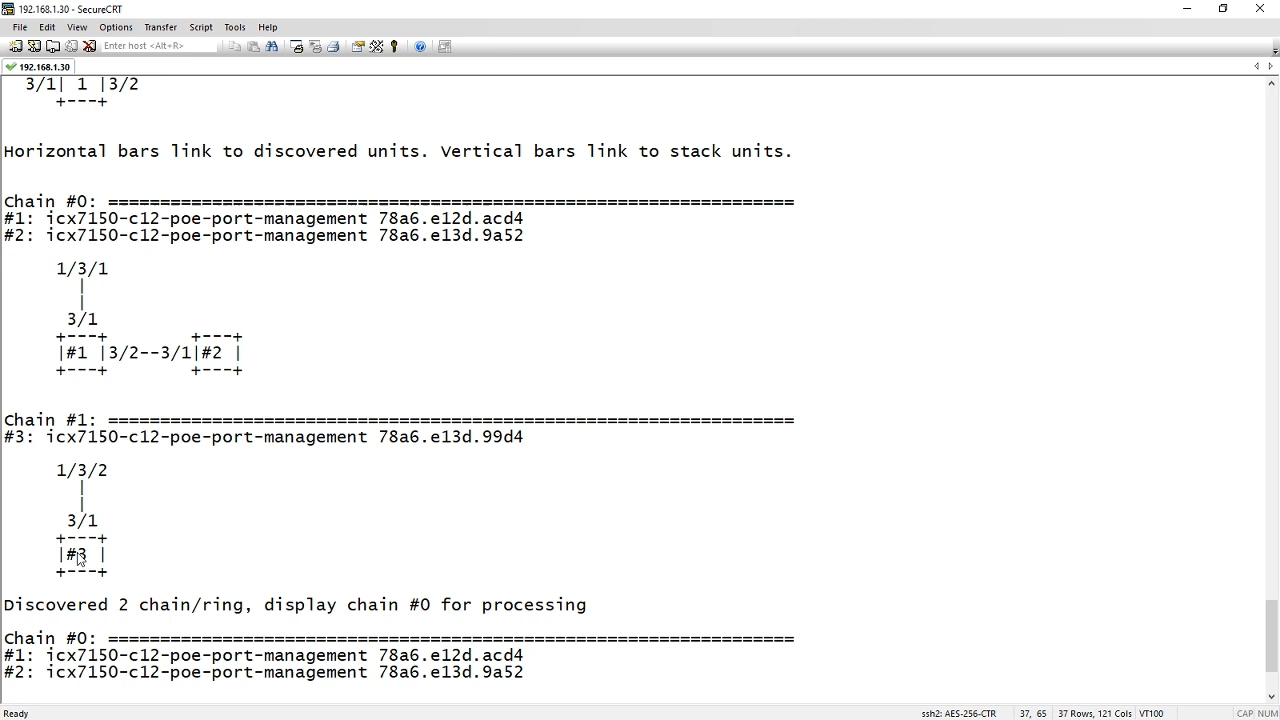 192.168.1.30 - SecureCRT
File Edit View Options Transfer Script Tools Help
Enter host <Alt+R>
192.168.1.30
3/1| 1 |3/2
+---+
Horizontal bars link to discovered units. Vertical bars link to stack units.
Chain #0: ==================================================================
#1: icx7150-c12-poe-port-management 78a6.e12d.acd4
#2: icx7150-c12-poe-port-management 78a6.e13d.9a52
1/3/1
|
|
3/1
+---+ +---+
|#1 |3/2--3/1|#2 |
+---+ +---+
Chain #1: ==================================================================
#3: icx7150-c12-poe-port-management 78a6.e13d.99d4
1/3/2
|
|
3/1
+---+
|#3 |
+---+
Discovered 2 chain/ring, display chain #0 for processing
Chain #0: ==================================================================
#1: icx7150-c12-poe-port-management 78a6.e12d.acd4
#2: icx7150-c12-poe-port-management 78a6.e13d.9a52
Ready ssh2: AES-256-CTR 37, 65 37 Rows, 121 Cols VT100 CAP NUM